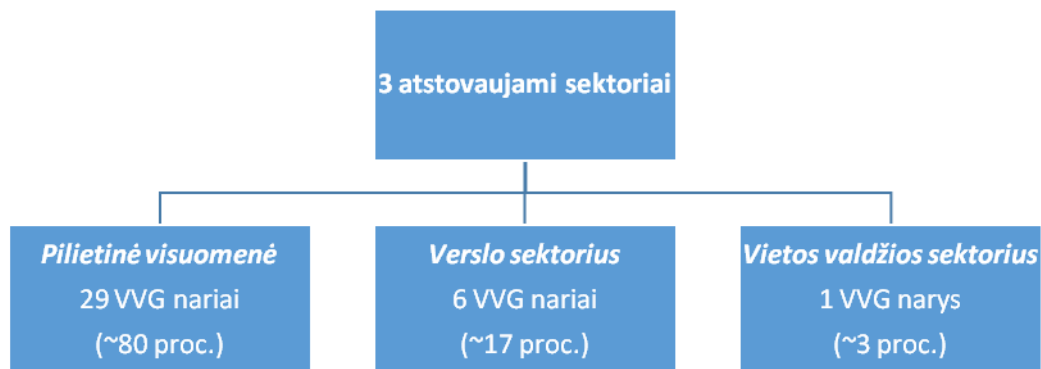 3 atstovaujami sektoriai
Pilietinė visuomenė
29 VVG nariai
(~80 proc.)
Verslo sektorius
6 VVG nariai
(~17 proc.)
Vietos valdžios sektorius
1 VVG narys
(~3 proc.)